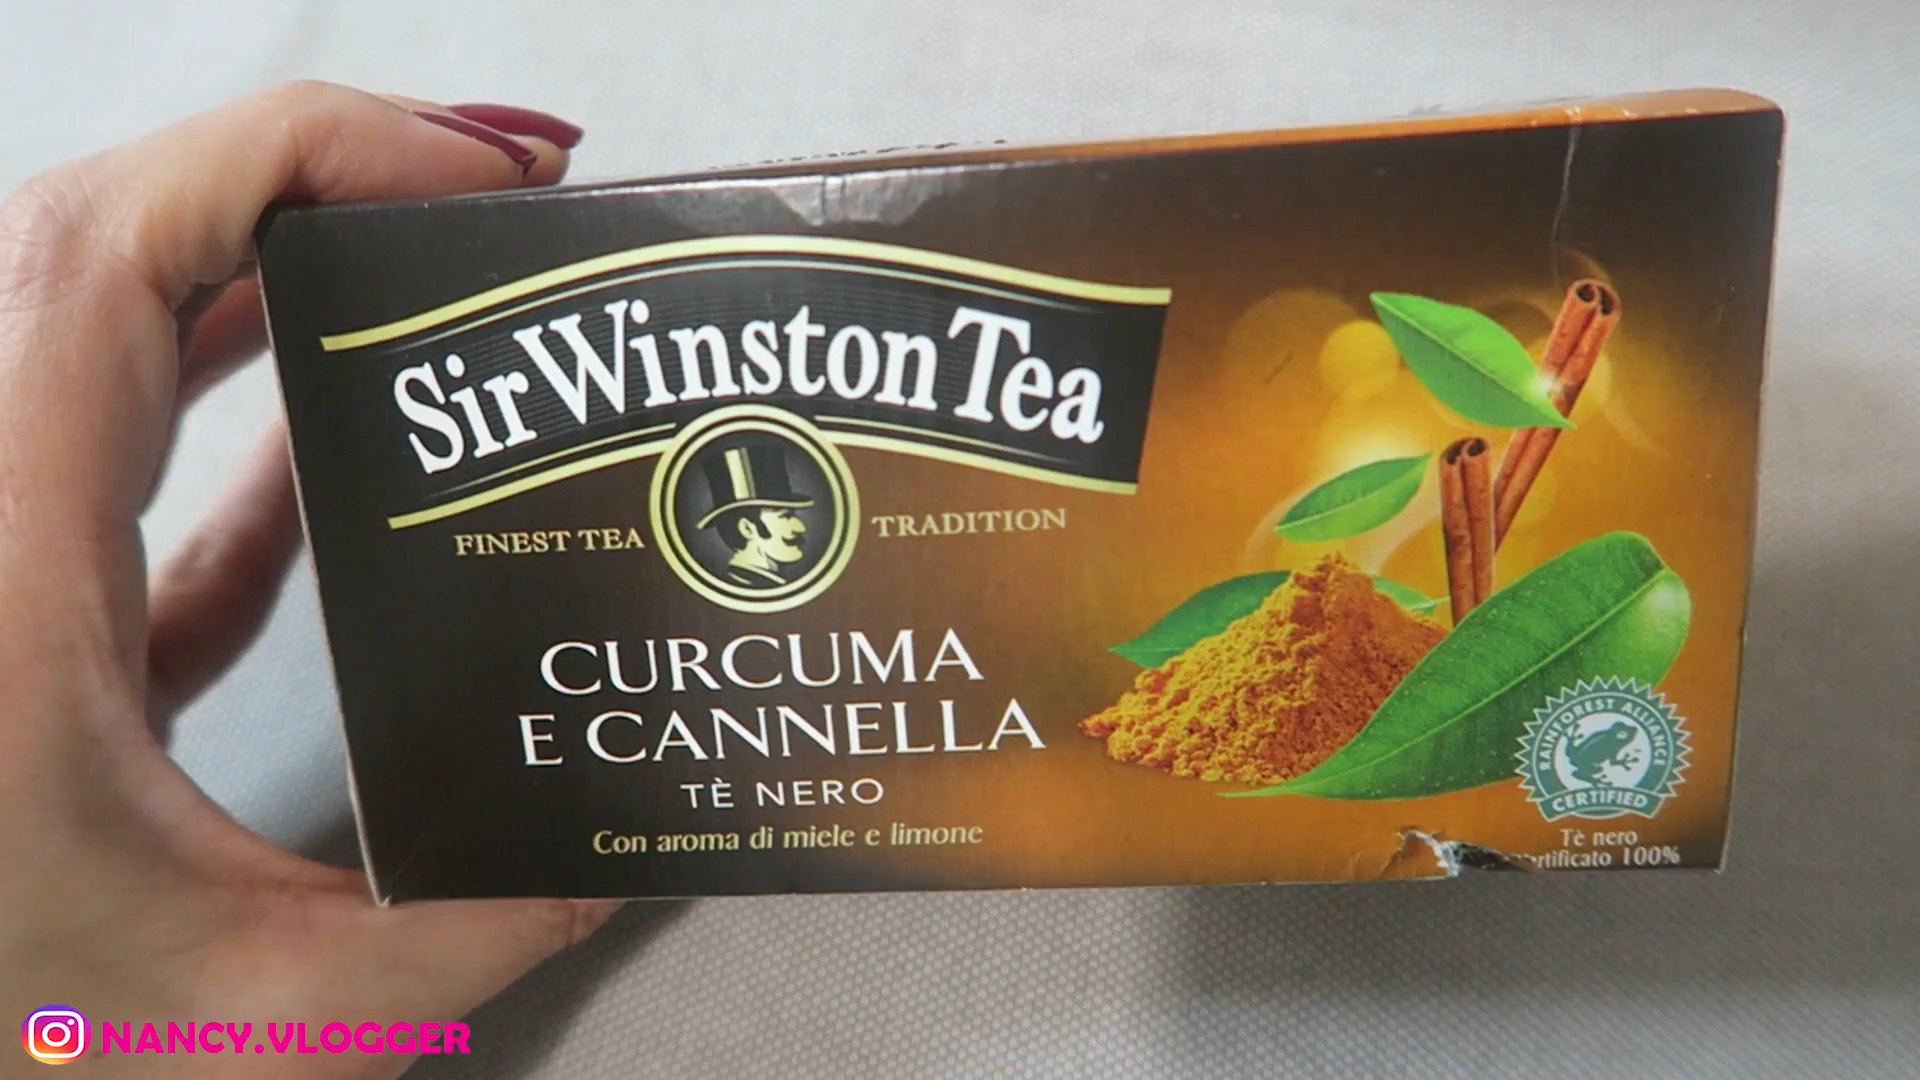 Sir Winston Tea
FINEST TEA TRADITION
CURCUMA
E CANNELLA
TÈ NERO
Con aroma di miele e limone
RAINFOREST ALLIANCE
CERTIFIED
Tè nero
100%
NANCY.VLOGGER